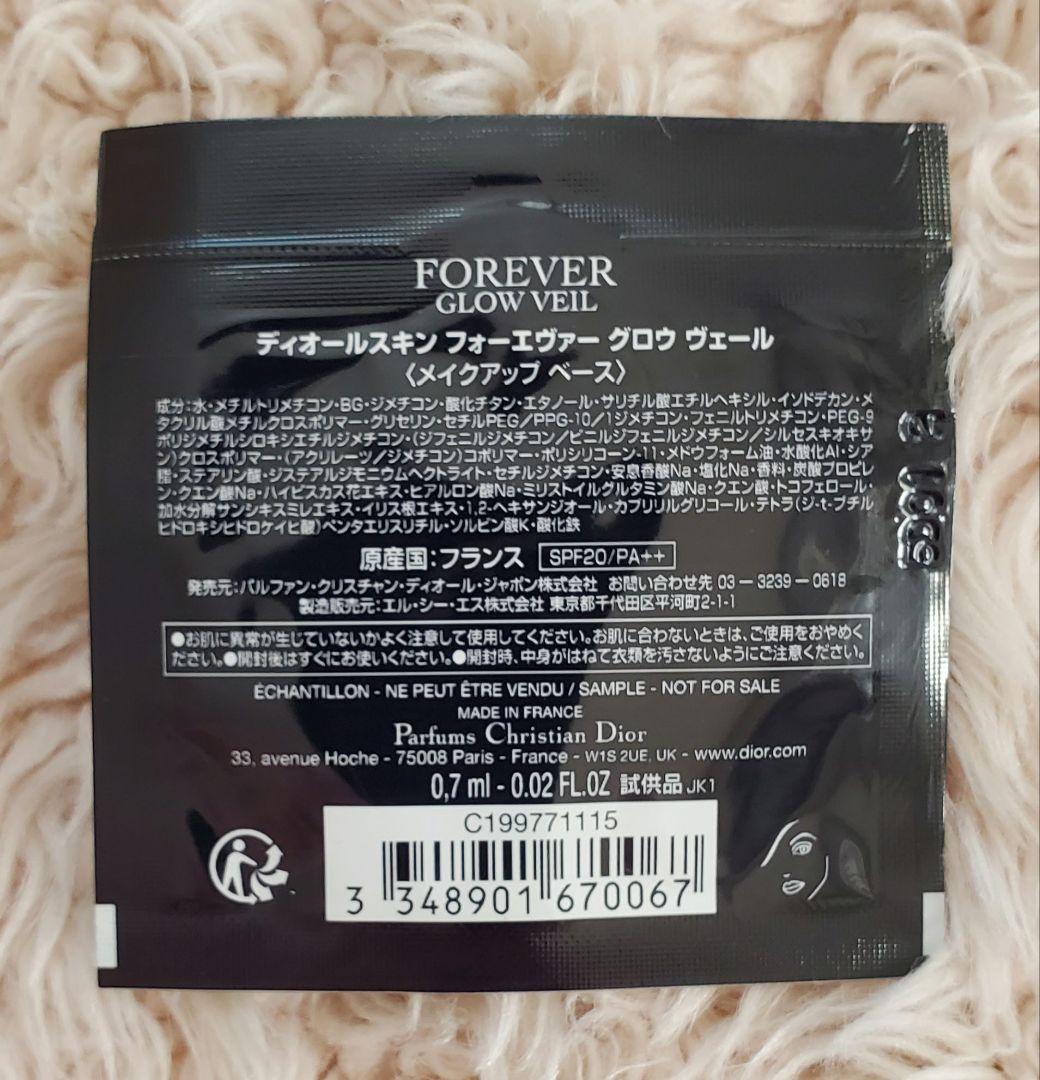 FOREVER
GLOW VEIL
ディオールスキン フォーエヴァー グロウ ヴェール
〈メイクアップ ベース〉
成分:水・メチルトリメチコン・BG・ジメチコン・酸化チタン・エタノール・サリチル酸エチルヘキシル・イソドデカン・メ
タクリル酸メチルクロスポリマー・グリセリン・セチルPEG/PPG-10/1ジメチコン・フェニルトリメチコン・PEG-9
ポリジメチルシロキシエチルジメチコン・(ジフェニルジメチコン/ビニルジフェニルジメチコン/シルセスキオキサ
ン)クロスポリマー・(アクリレーツ/ジメチコン)コポリマー・ポリシリコーン-11・メドウフォーム油・水酸化Al・シア
脂・ステアリン酸・ジステアルジモニウムヘクトライト・セチルジメチコン・安息香酸Na・塩化Na・香料・炭酸プロピレ
ン・クエン酸Na・ハイビスカス花エキス・ヒアルロン酸Na・ミリストイルグルタミン酸Na・クエン酸・トコフェロール・
加水分解サンシキスミレエキス・イリス根エキス・1,2-ヘキサンジオール・カプリリルグリコール・テトラ(ジ-t-ブチル
ヒドロキシヒドロケイヒ酸)ペンタエリスリチル・ソルビン酸K・酸化鉄
原産国:フランス SPF20/PA++
発売元:パルファン・クリスチャン・ディオール・ジャポン株式会社 お問い合わせ先 03－3239－0618
製造販売元:エル・シー・エス株式会社 東京都千代田区平河町2-1-1
●お肌に異常が生じていないかよく注意して使用してください。お肌に合わないときは、ご使用をおやめく
ださい。●開封後はすぐにお使いください。●開封時、中身がはねて衣類を汚さないようにご注意ください。
ÉCHANTILLON - NE PEUT ÊTRE VENDU / SAMPLE - NOT FOR SALE
MADE IN FRANCE
Parfums Christian Dior
33, avenue Hoche - 75008 Paris - France - W1S 2UE, UK - www.dior.com
0,7 ml - 0.02 FL.OZ 試供品 JK1
C199771115
3 348901 670067